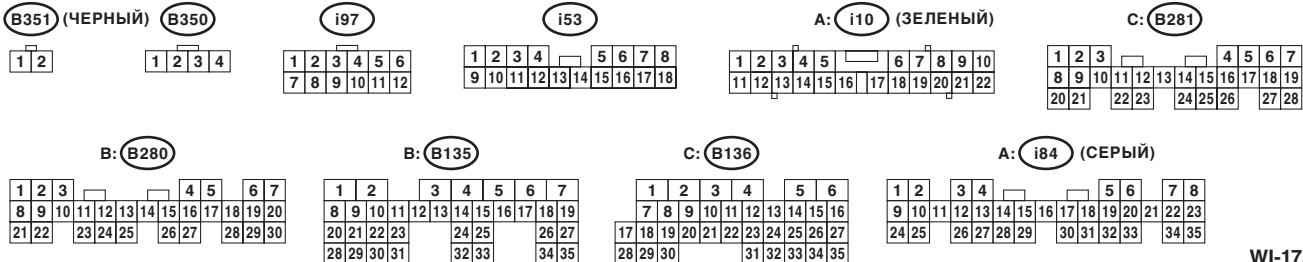 B351 (ЧЕРНЫЙ) B350 i97 i53 A: i10 (ЗЕЛЕНЫЙ) C: B281
1 2
1 2 3 4
1 2 3 4 5 6
7 8 9 10 11 12
1 2 3 4 5 6 7 8
9 10 11 12 13 14 15 16 17 18
1 2 3 4 5 6 7 8 9 10
11 12 13 14 15 16 17 18 19 20 21 22
1 2 3 4 5 6 7
8 9 10 11 12 13 14 15 16 17 18 19
20 21 22 23 24 25 26 27 28
B: B280 B: B135 C: B136 A: i84 (СЕРЫЙ)
1 2 3 4 5 6 7
8 9 10 11 12 13 14 15 16 17 18 19 20
21 22 23 24 25 26 27 28 29 30
1 2 3 4 5 6 7
8 9 10 11 12 13 14 15 16 17 18 19
20 21 22 23 24 25 26 27
28 29 30 31 32 33 34 35
1 2 3 4 5 6
7 8 9 10 11 12 13 14 15 16
17 18 19 20 21 22 23 24 25 26 27
28 29 30 31 32 33 34 35
1 2 3 4 5 6 7 8
9 10 11 12 13 14 15 16 17 18 19 20 21 22 23
24 25 26 27 28 29 30 31 32 33 34 35